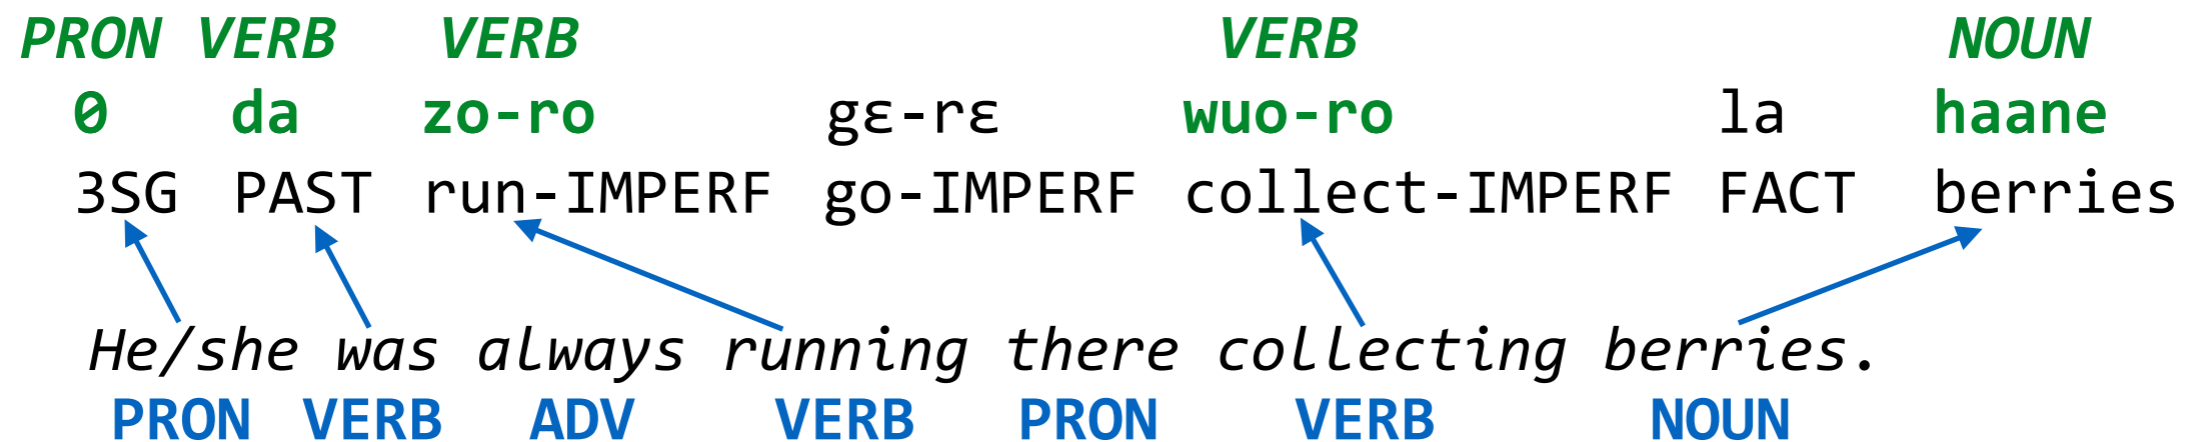 PRON VERB VERB VERB NOUN
0 da zo-ro gɛ-rɛ wuo-ro la haane
3SG PAST run-IMPERF go-IMPERF collect-IMPERF FACT berries
He/she was always running there collecting berries.
PRON VERB ADV VERB PRON VERB NOUN